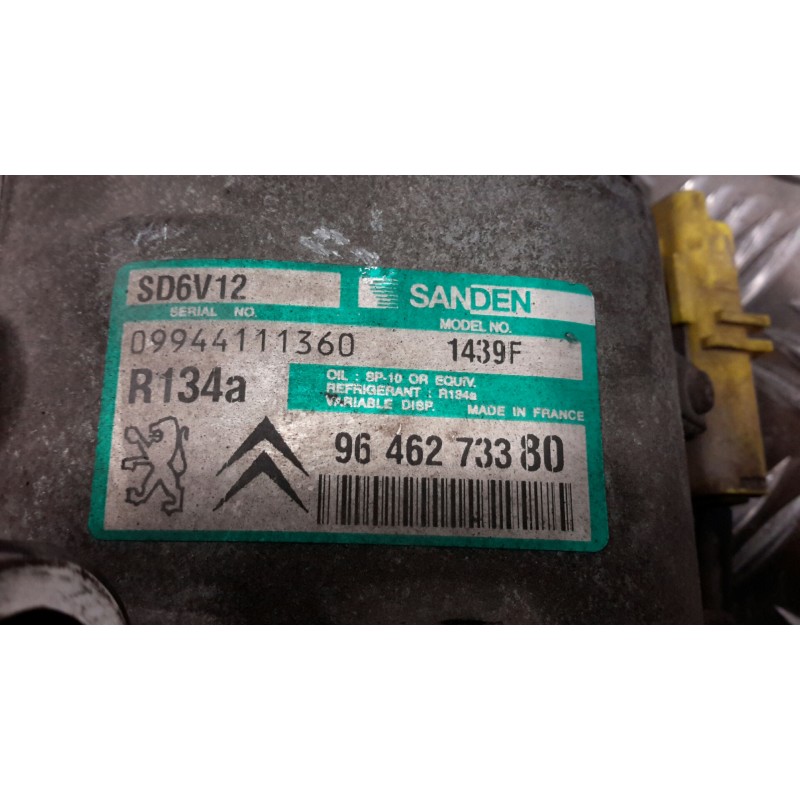 SD6V12
SANDEN
SERIAL NO.
MODEL NO.
09944111360
1439F
R134a
OIL : SP-10 OR EQUIV.
REFRIGERANT : R134a
VARIABLE DISP. MADE IN FRANCE
96 462 733 80